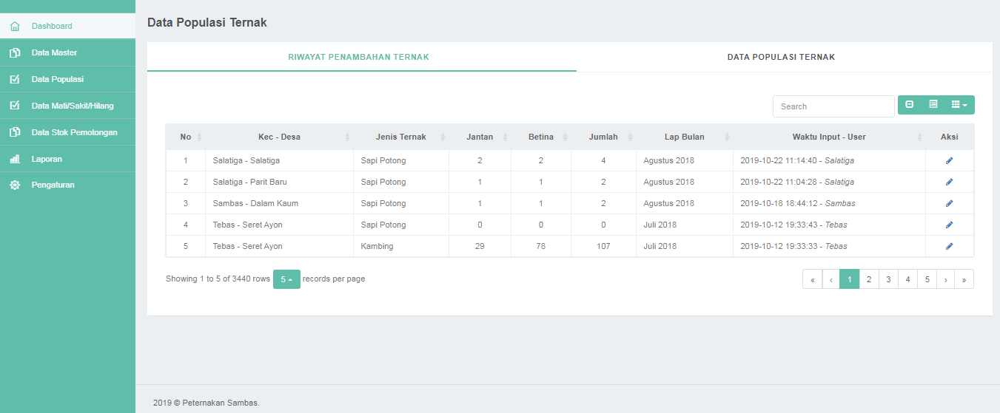 Data Populasi Ternak
Dashboard
Data Master
Data Populasi
Data Mati/Sakil/Hilang
Data Stok Pemotongan
Laporan
Pengaturan
RIWAYAT PENAMBAHAN TERNAK DATA POPULASI TERNAK
Search
No Kec - Desa Jenis Ternak Jantan Betina Jumlah Lap Bulan Waktu Input - User Aksi
1 Salatiga - Salatiga Sapi Potong 2 2 4 Agustus 2018 2019-10-22 11:14:40 - Salatiga
2 Salatiga - Parit Baru Sapi Potong 1 1 2 Agustus 2018 2019-10-22 11:04:28 - Salatiga
3 Sambas - Dalam Kaum Sapi Potong 1 1 2 Agustus 2018 2019-10-18 18:44:12 - Sambas
4 Tebas - Seret Ayon Sapi Potong 0 0 0 Juli 2018 2019-10-12 19:33:43 - Tebas
5 Tebas - Seret Ayon Kambing 29 78 107 Juli 2018 2019-10-12 19:33:33 - Tebas
Showing 1 to 5 of 3440 rows 5 records per page
« ‹ 1 2 3 4 5 › »
2019 © Peternakan Sambas.